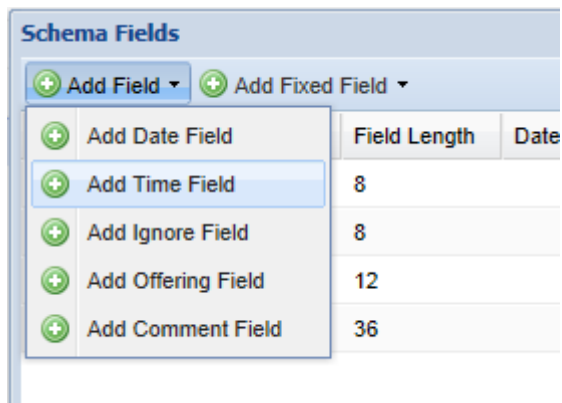 Schema Fields
Add Field Add Fixed Field
Field Length Date
Add Date Field
Add Time Field 8
Add Ignore Field 8
Add Offering Field 12
Add Comment Field 36